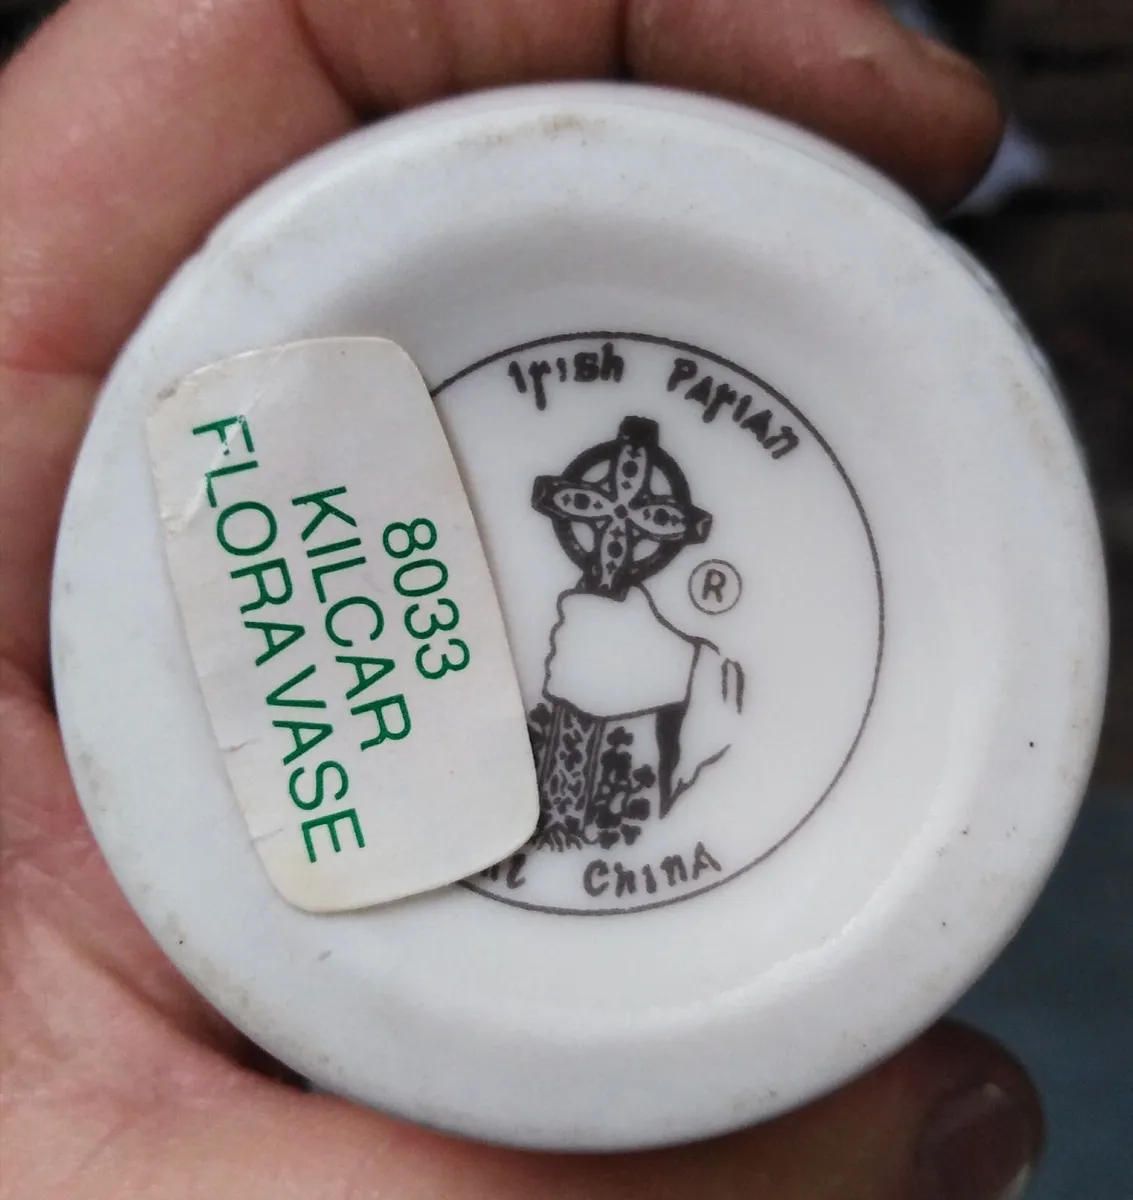 8033
KILCAR
FLORA VASE
Irish Parian
®
China